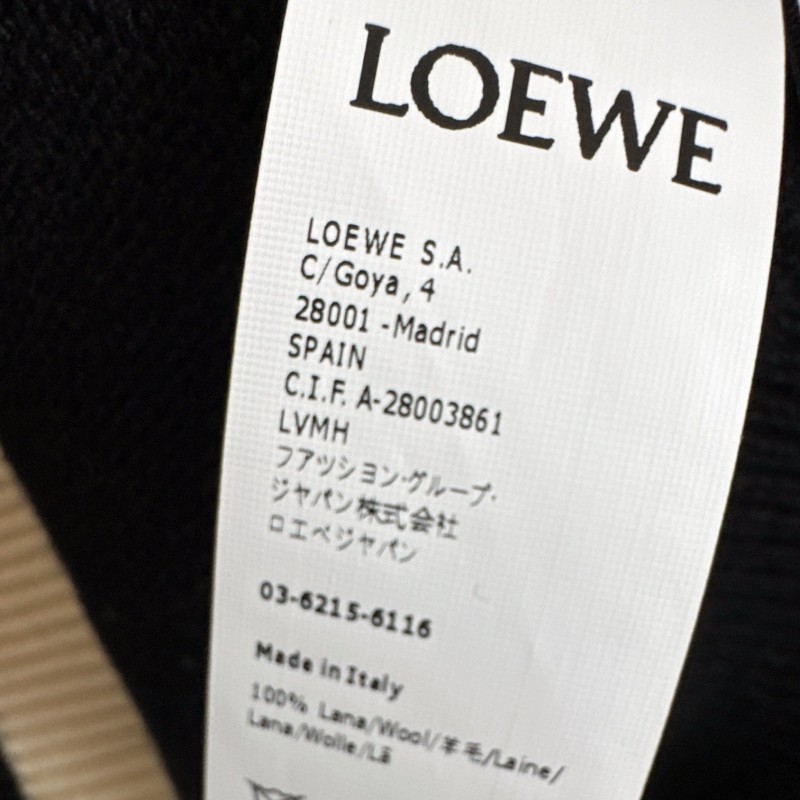 LOEWE
LOEWE S.A.
C/Goya, 4
28001 -Madrid
SPAIN
C.I.F. A-28003861
LVMH
ファッション・グループ・
ジャパン株式会社
ロエベジャパン
03-6215-6116
Made in Italy
100% Lana/Wool/羊毛/Laine/
Lana/Wolle/Lã